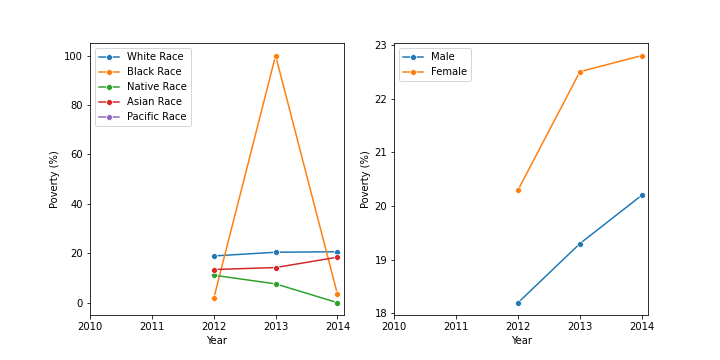 100
80
60
40
20
0
Poverty (%)
White Race
Black Race
Native Race
Asian Race
Pacific Race
2010
2011
2012
2013
2014
Year
23
22
21
20
19
18
Poverty (%)
Male
Female
2010
2011
2012
2013
2014
Year